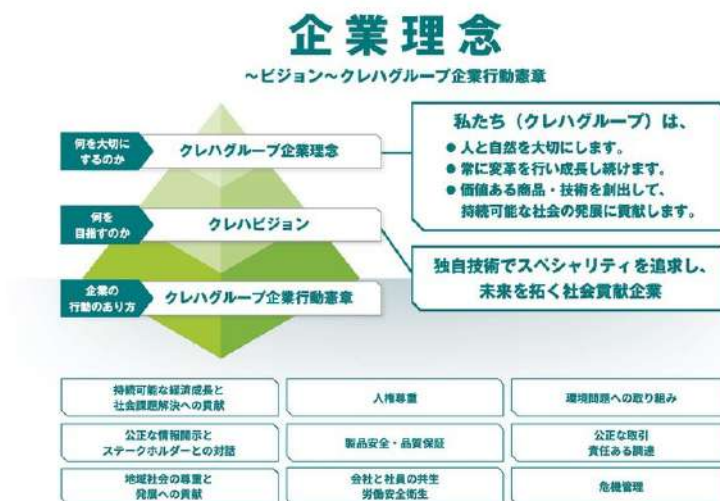 企業理念
～ビジョン～クレハグループ企業行動憲章
何を大切に
するのか
クレハグループ企業理念
私たち（クレハグループ）は、
● 人と自然を大切にします。
● 常に変革を行い成長し続けます。
● 価値ある商品・技術を創出して、
持続可能な社会の発展に貢献します。
何を
目指すのか
クレハビジョン
独自技術でスペシャリティを追求し、
未来を拓く社会貢献企業
企業の
行動のあり方
クレハグループ企業行動憲章
持続可能な経済成長と
社会課題解決への貢献
人権尊重
環境問題への取り組み
公正な情報開示と
ステークホルダーとの対話
製品安全・品質保証
公正な取引
責任ある調達
地域社会の尊重と
発展への貢献
会社と社員の共生
労働安全衛生
危機管理